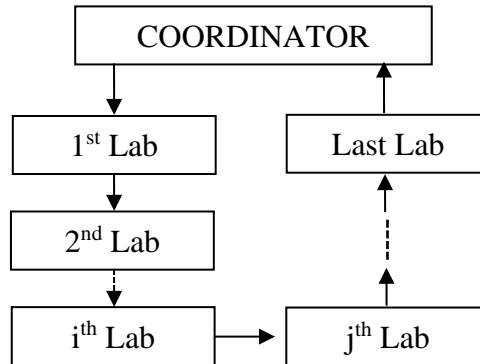 COORDINATOR
1st Lab
Last Lab
2nd Lab
ith Lab
jth Lab